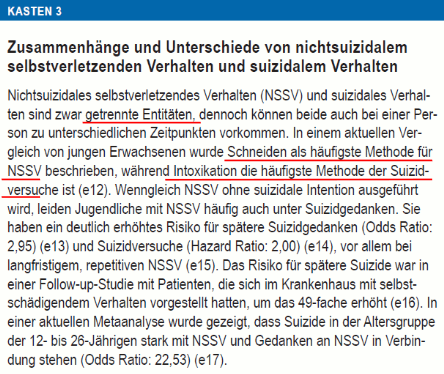 KASTEN 3
Zusammenhänge und Unterschiede von nichtsuizidalem
selbstverletzenden Verhalten und suizidalem Verhalten
Nichtsuizidales selbstverletzendes Verhalten (NSSV) und suizidales Verhal-
ten sind zwar getrennte Entitäten, dennoch können beide auch bei einer Per-
son zu unterschiedlichen Zeitpunkten vorkommen. In einem aktuellen Ver-
gleich von jungen Erwachsenen wurde Schneiden als häufigste Methode für
NSSV beschrieben, während Intoxikation die häufigste Methode der Suizid-
versuche ist (e12). Wenngleich NSSV ohne suizidale Intention ausgeführt
wird, leiden Jugendliche mit NSSV häufig auch unter Suizidgedanken. Sie
haben ein deutlich erhöhtes Risiko für spätere Suizidgedanken (Odds Ratio:
2,95) (e13) und Suizidversuche (Hazard Ratio: 2,00) (e14), vor allem bei
langfristigem, repetitiven NSSV (e15). Das Risiko für spätere Suizide war in
einer Follow-up-Studie mit Patienten, die sich im Krankenhaus mit selbst-
schädigendem Verhalten vorgestellt hatten, um das 49-fache erhöht (e16). In
einer aktuellen Metaanalyse wurde gezeigt, dass Suizide in der Altersgruppe
der 12- bis 26-Jährigen stark mit NSSV und Gedanken an NSSV in Verbin-
dung stehen (Odds Ratio: 22,53) (e17).